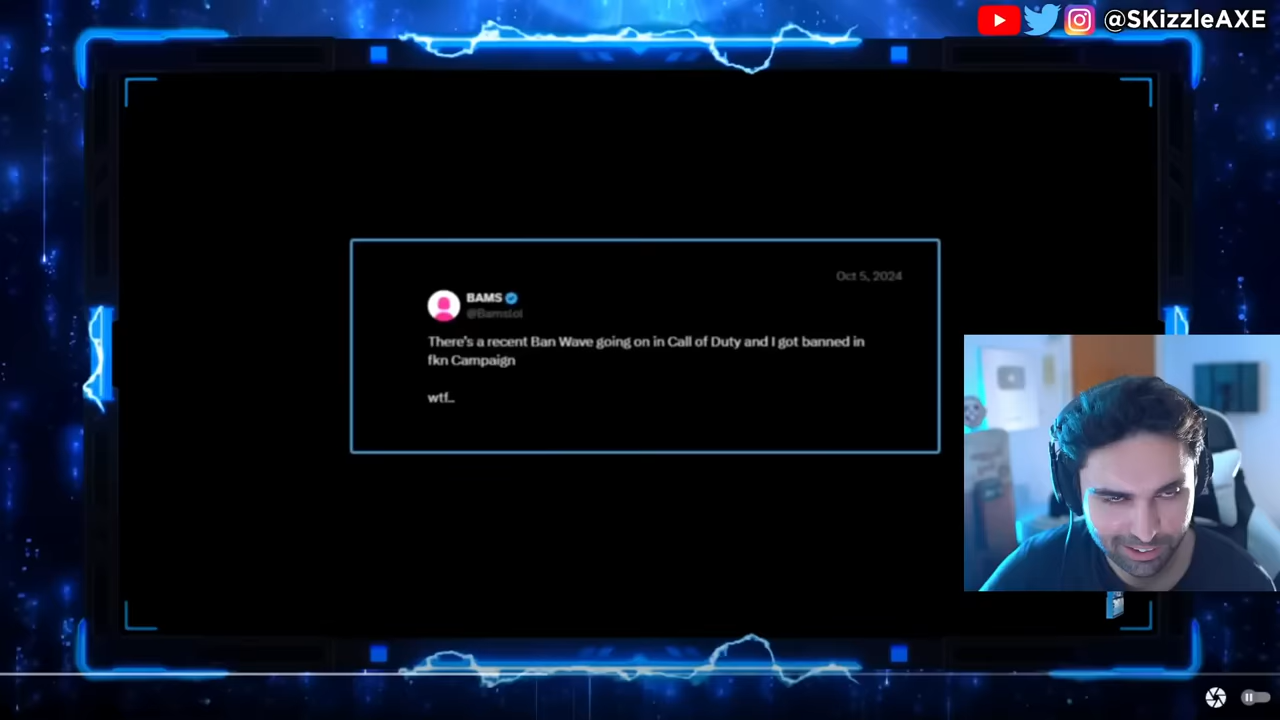 @SKizzleAXE
Oct 5, 2024
BAMS
@BamsLol
There's a recent Ban Wave going on in Call of Duty and I got banned in
fkn Campaign
wtf..